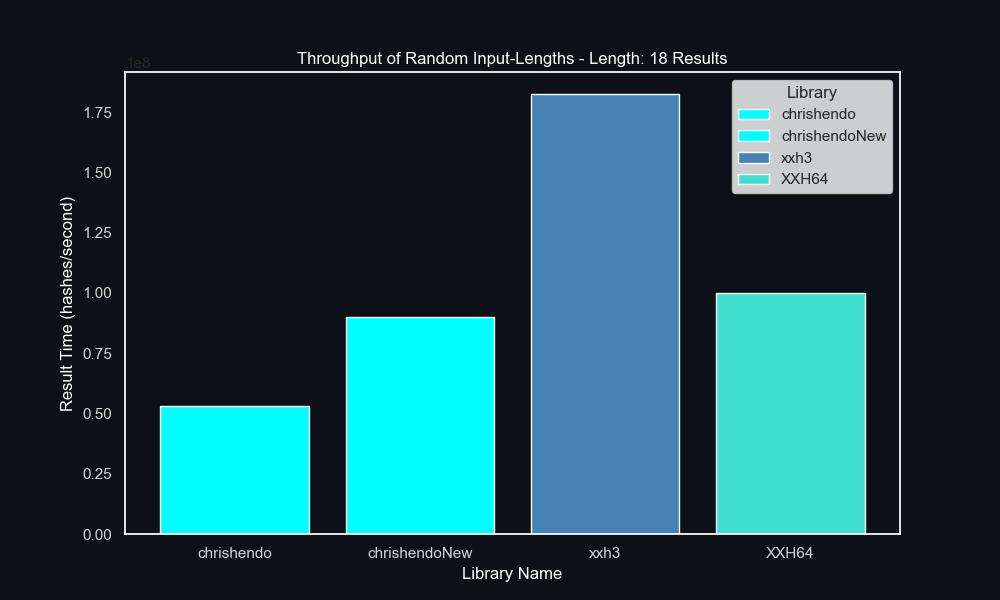 Throughput of Random Input-Lengths - Length: 18 Results
1e8
Library
chrishendo
chrishendoNew
xxh3
XXH64
Result Time (hashes/second)
1.75
1.50
1.25
1.00
0.75
0.50
0.25
0.00
chrishendo
chrishendoNew
xxh3
XXH64
Library Name